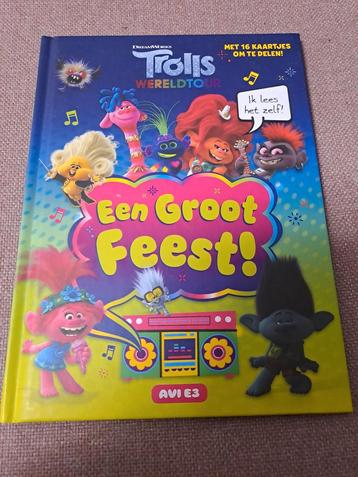 DREAMWORKS
Trolls
WERELDTOUR
MET 16 KAARTJES
OM TE DELEN!
Ik lees
het zelf!
Een Groot
Feest!
AVI E3